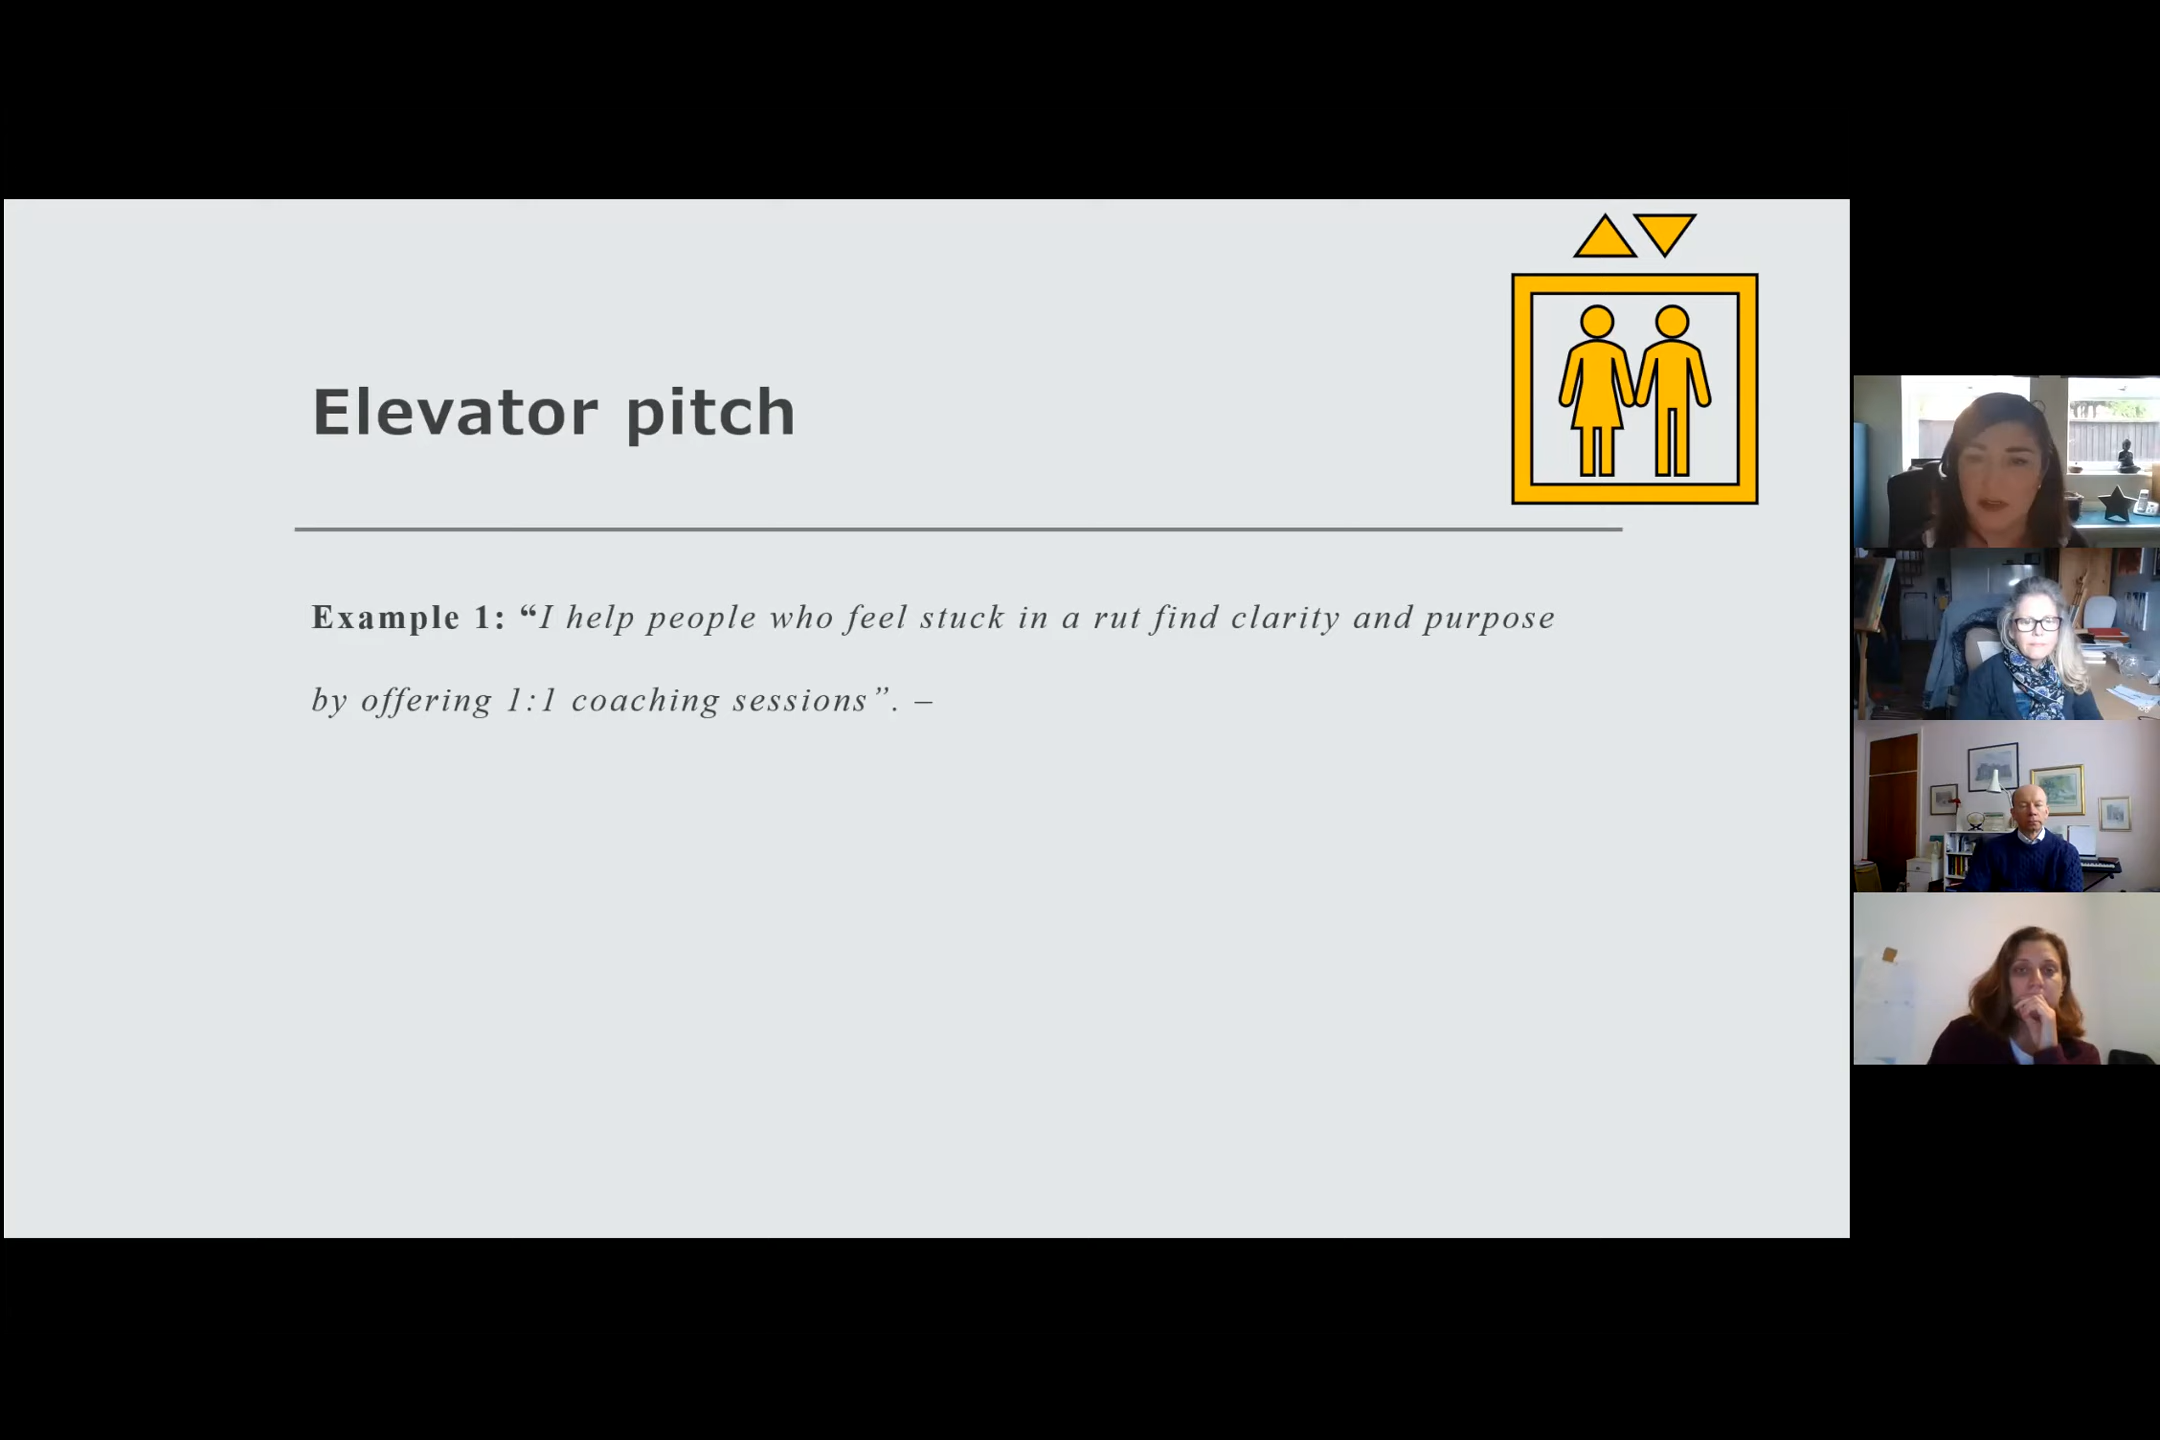 Elevator pitch
Example 1: “I help people who feel stuck in a rut find clarity and purpose
by offering 1:1 coaching sessions”. –